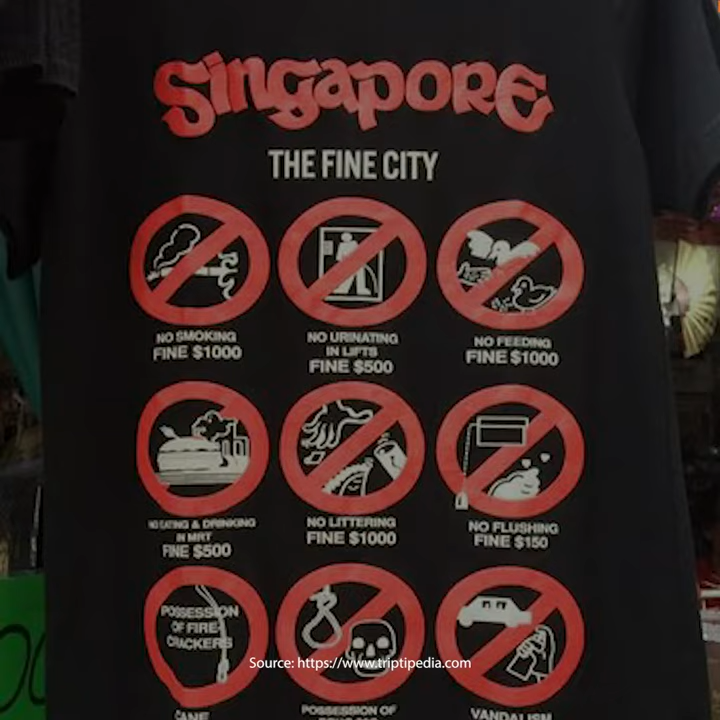 Singapore
THE FINE CITY
NO SMOKING
FINE $1000
NO URINATING
IN LIFTS
FINE $500
NO FEEDING
FINE $1000
NO EATING & DRINKING
IN MRT
FINE $500
NO LITTERING
FINE $1000
NO FLUSHING
FINE $150
POSSESSION
OF FIRE-
CRACKERS
CANE
POSSESSION OF
VANDALISM
Source: https://www.triptipedia.com